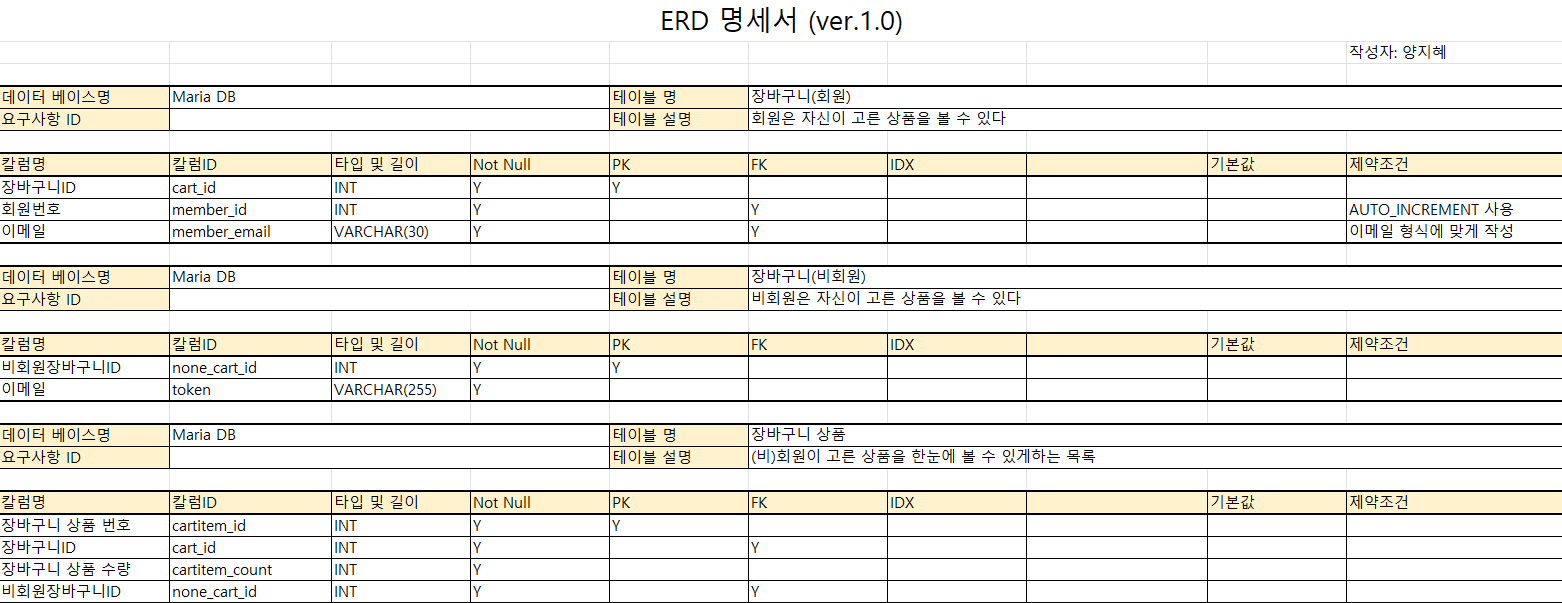 ERD 명세서 (ver.1.0)
작성자: 양지혜
데이터 베이스명 Maria DB 테이블 명 장바구니(회원)
요구사항 ID 테이블 설명 회원은 자신이 고른 상품을 볼 수 있다
칼럼명 칼럼ID 타입 및 길이 Not Null PK FK IDX 기본값 제약조건
장바구니ID cart_id INT Y Y
회원번호 member_id INT Y Y AUTO_INCREMENT 사용
이메일 member_email VARCHAR(30) Y Y 이메일 형식에 맞게 작성
데이터 베이스명 Maria DB 테이블 명 장바구니(비회원)
요구사항 ID 테이블 설명 비회원은 자신이 고른 상품을 볼 수 있다
칼럼명 칼럼ID 타입 및 길이 Not Null PK FK IDX 기본값 제약조건
비회원장바구니ID none_cart_id INT Y Y
이메일 token VARCHAR(255) Y
데이터 베이스명 Maria DB 테이블 명 장바구니 상품
요구사항 ID 테이블 설명 (비)회원이 고른 상품을 한눈에 볼 수 있게하는 목록
칼럼명 칼럼ID 타입 및 길이 Not Null PK FK IDX 기본값 제약조건
장바구니 상품 번호 cartitem_id INT Y Y
장바구니ID cart_id INT Y Y
장바구니 상품 수량 cartitem_count INT Y
비회원장바구니ID none_cart_id INT Y Y